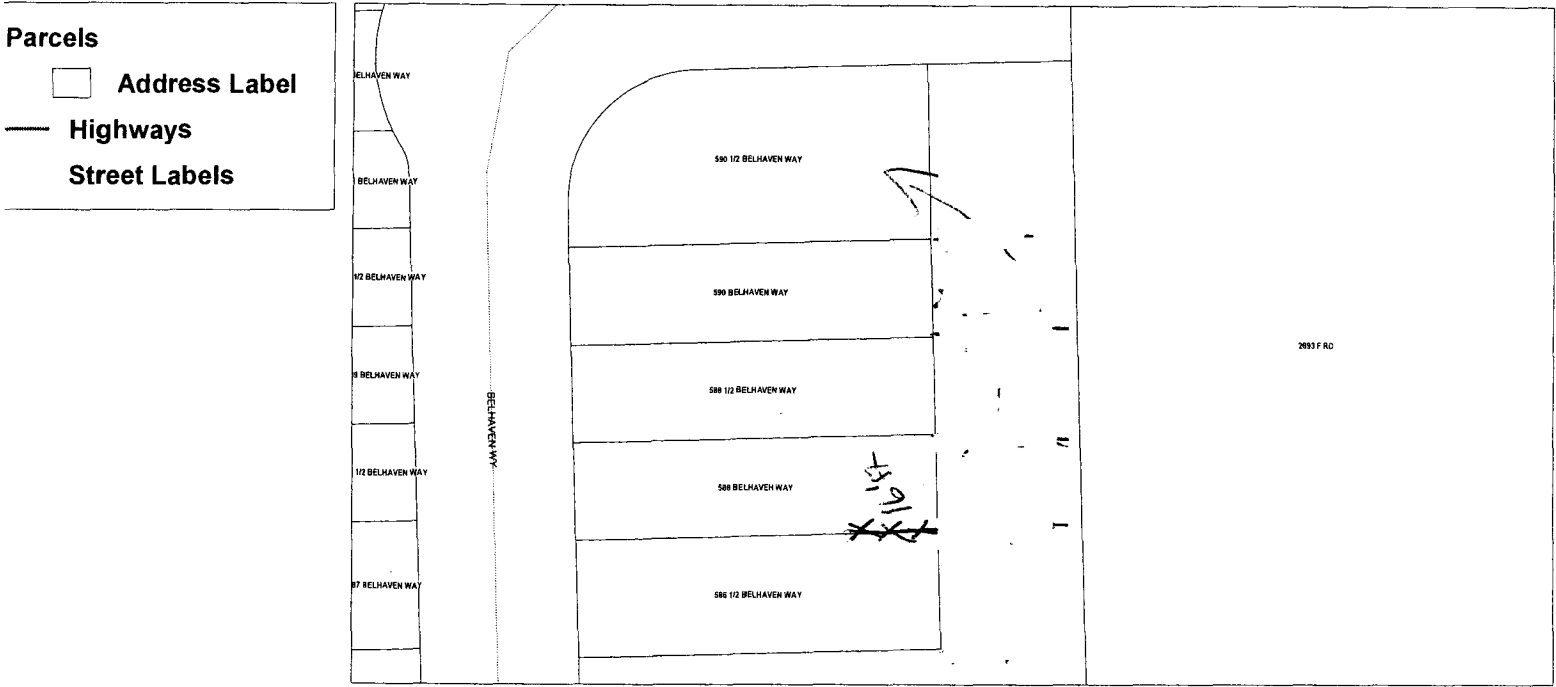 Parcels
Address Label
Highways
Street Labels
BELHAVEN WAY
590 1/2 BELHAVEN WAY
BELHAVEN WAY
1/2 BELHAVEN WAY
590 BELHAVEN WAY
2893 F RD
BELHAVEN WAY
588 1/2 BELHAVEN WAY
BELHAVEN WY
1/2 BELHAVEN WAY
588 BELHAVEN WAY
16ft
87 BELHAVEN WAY
586 1/2 BELHAVEN WAY